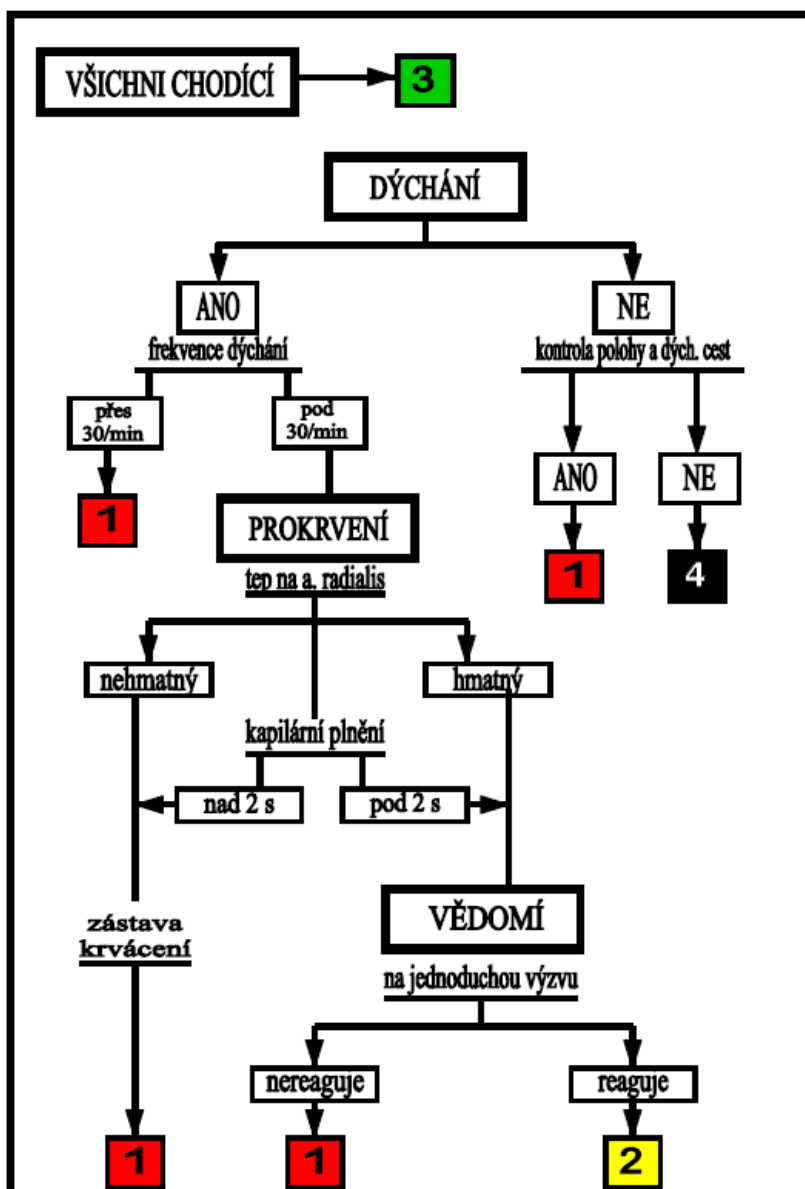 VŠICHNI CHODÍCÍ
3
DÝCHÁNÍ
ANO
NE
frekvence dýchání
kontrola polohy a dých. cest
přes
30/min
pod
30/min
ANO
NE
1
PROKRVENÍ
1
4
tep na a. radialis
nehmatný
hmatný
kapilární plnění
nad 2 s
pod 2 s
zástava
krvácení
VĚDOMÍ
na jednoduchou výzvu
nereaguje
reaguje
1
1
2